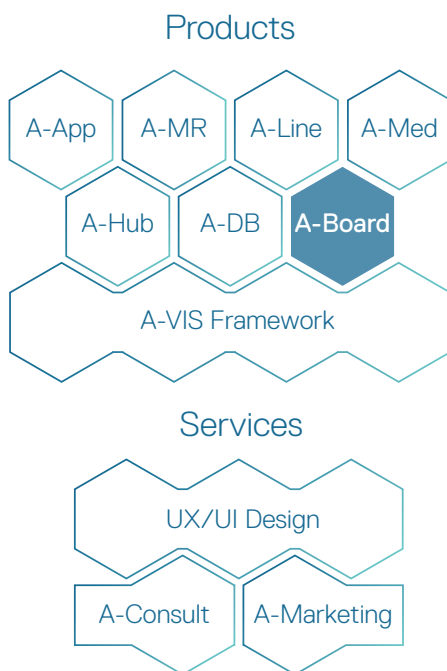 Products
A-App A-MR A-Line A-Med
A-Hub A-DB A-Board
A-VIS Framework
Services
UX/UI Design
A-Consult A-Marketing